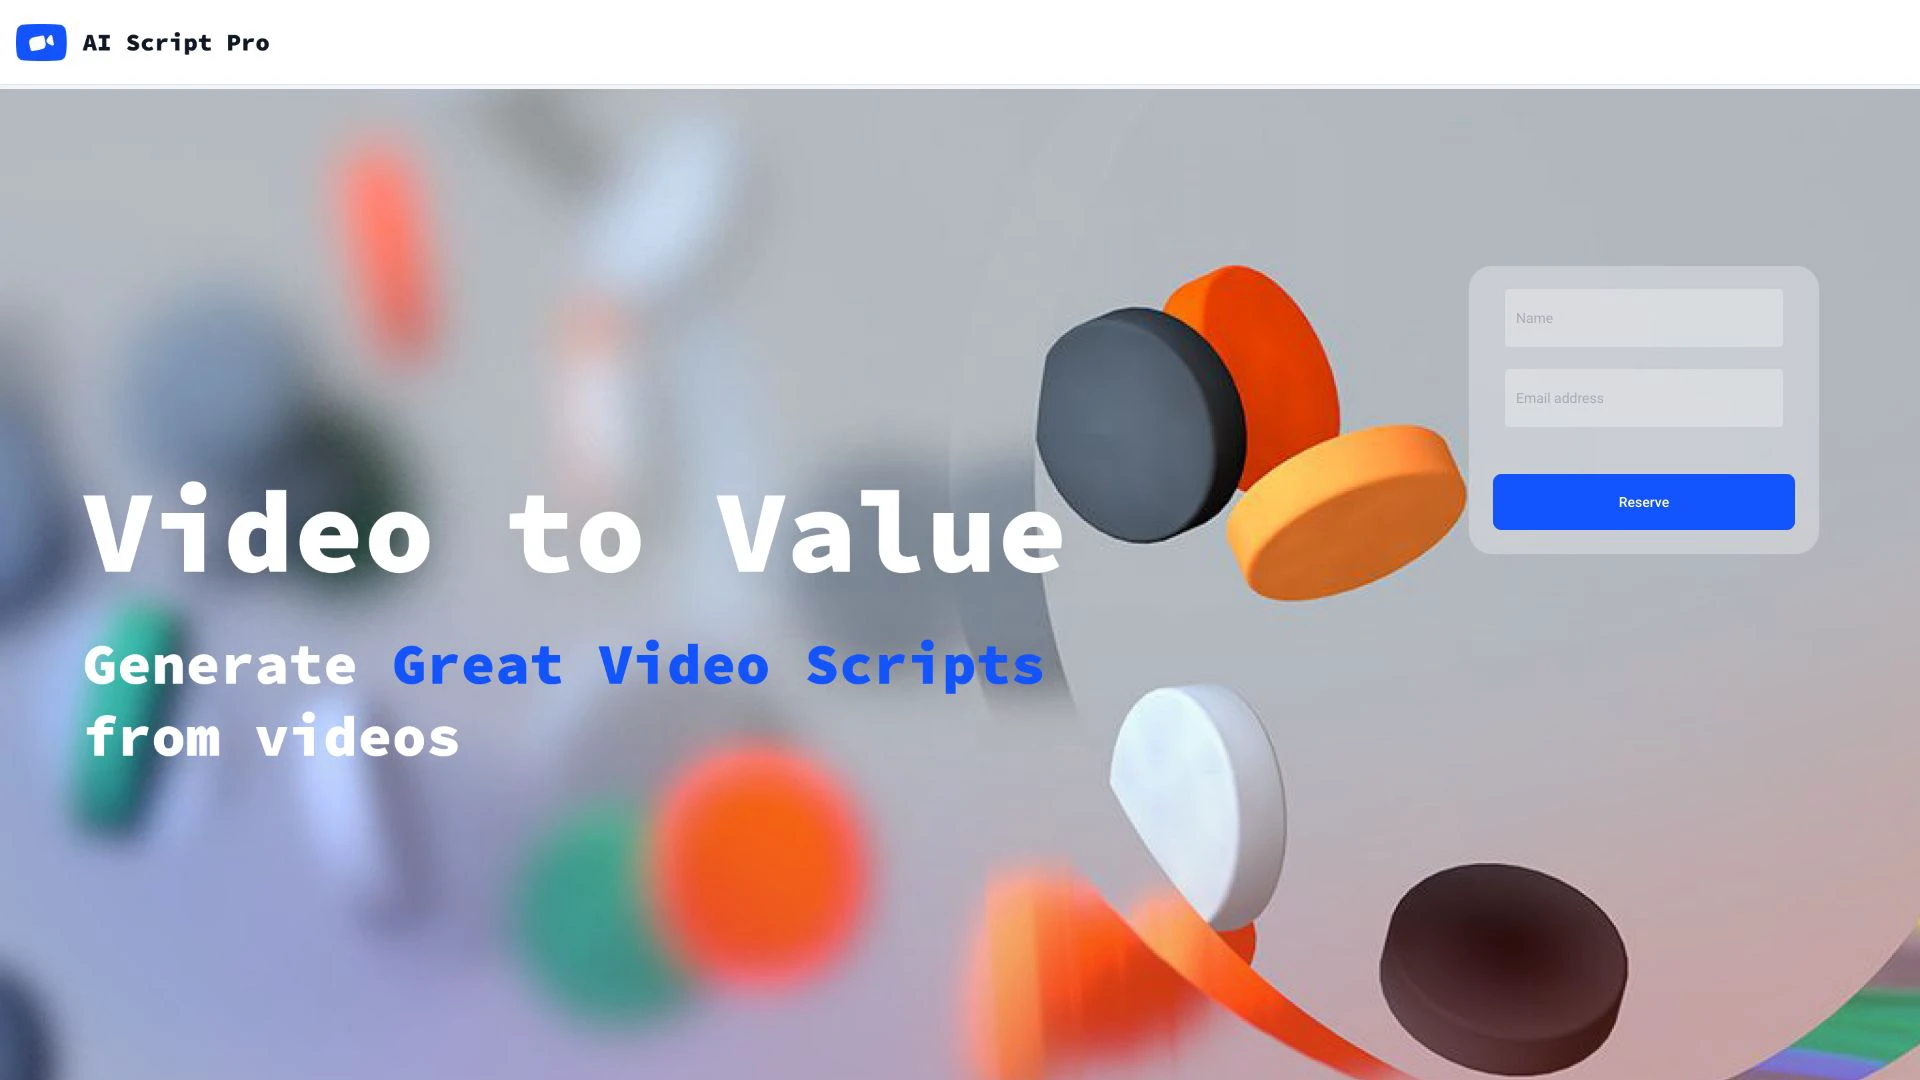 AI Script Pro
Name
Email address
Reserve
Video to Value
Generate Great Video Scripts
from videos